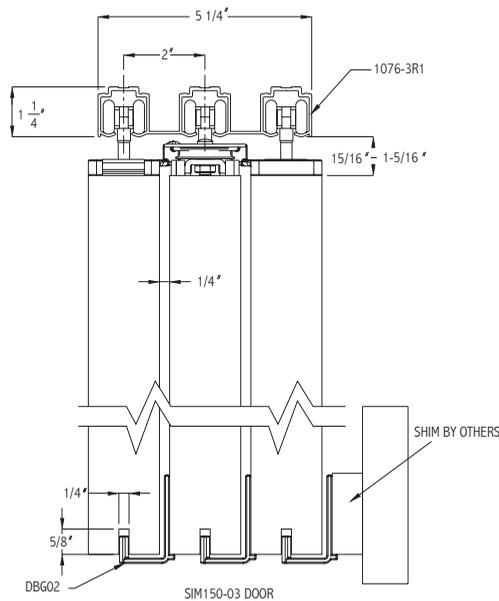 5 1/4"
2"
1076-3R1
1 1/4"
15/16 " – 1-5/16 "
1/4"
SHIM BY OTHERS
1/4"
5/8"
DBG02
SIM150-03 DOOR